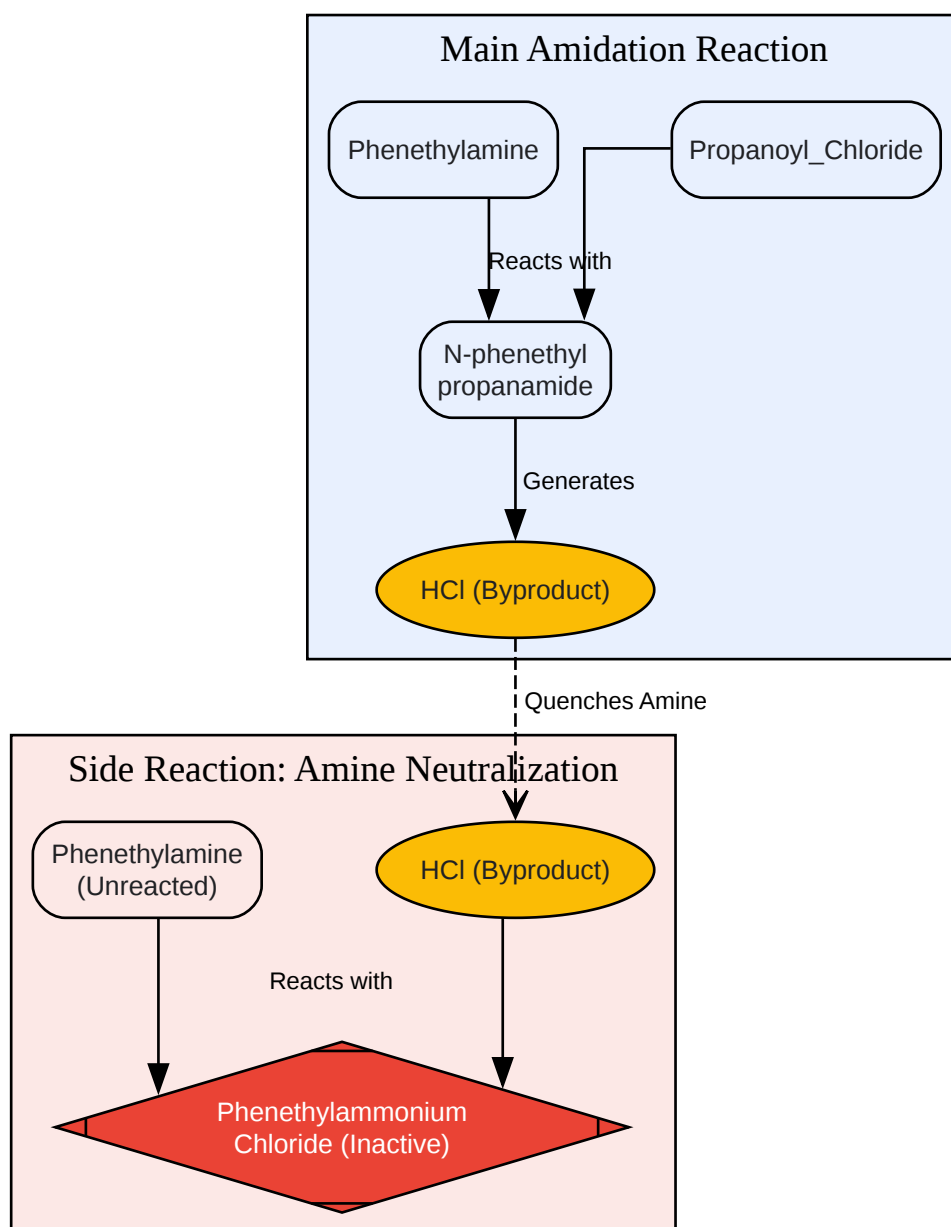 Main Amidation Reaction
Phenethylamine
Propanoyl_Chloride
Reacts with
N-phenethyl
propanamide
Generates
HCl (Byproduct)
Quenches Amine
Side Reaction: Amine Neutralization
Phenethylamine
(Unreacted)
HCl (Byproduct)
Reacts with
Phenethylammonium
Chloride (Inactive)